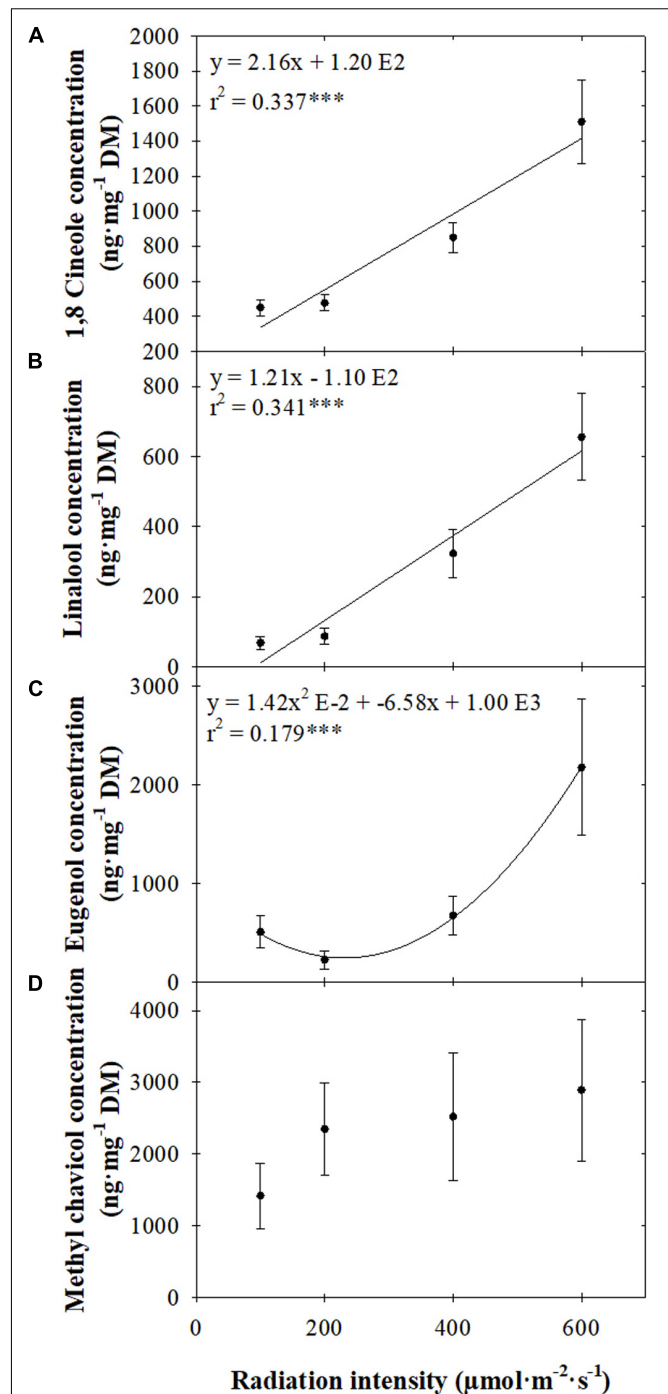 A
1,8 Cineole concentration
(ng·mg⁻¹ DM)
2000
1800
1600
1400
1200
1000
800
600
400
200
y = 2.16x + 1.20 E2
r² = 0.337***
B
Linalool concentration
(ng·mg⁻¹ DM)
800
600
400
200
0
y = 1.21x - 1.10 E2
r² = 0.341***
C
Eugenol concentration
(ng·mg⁻¹ DM)
3000
2000
1000
0
y = 1.42x² E-2 + -6.58x + 1.00 E3
r² = 0.179***
D
Methyl chavicol concentration
(ng·mg⁻¹ DM)
4000
3000
2000
1000
0
0 200 400 600
Radiation intensity (µmol·m⁻²·s⁻¹)